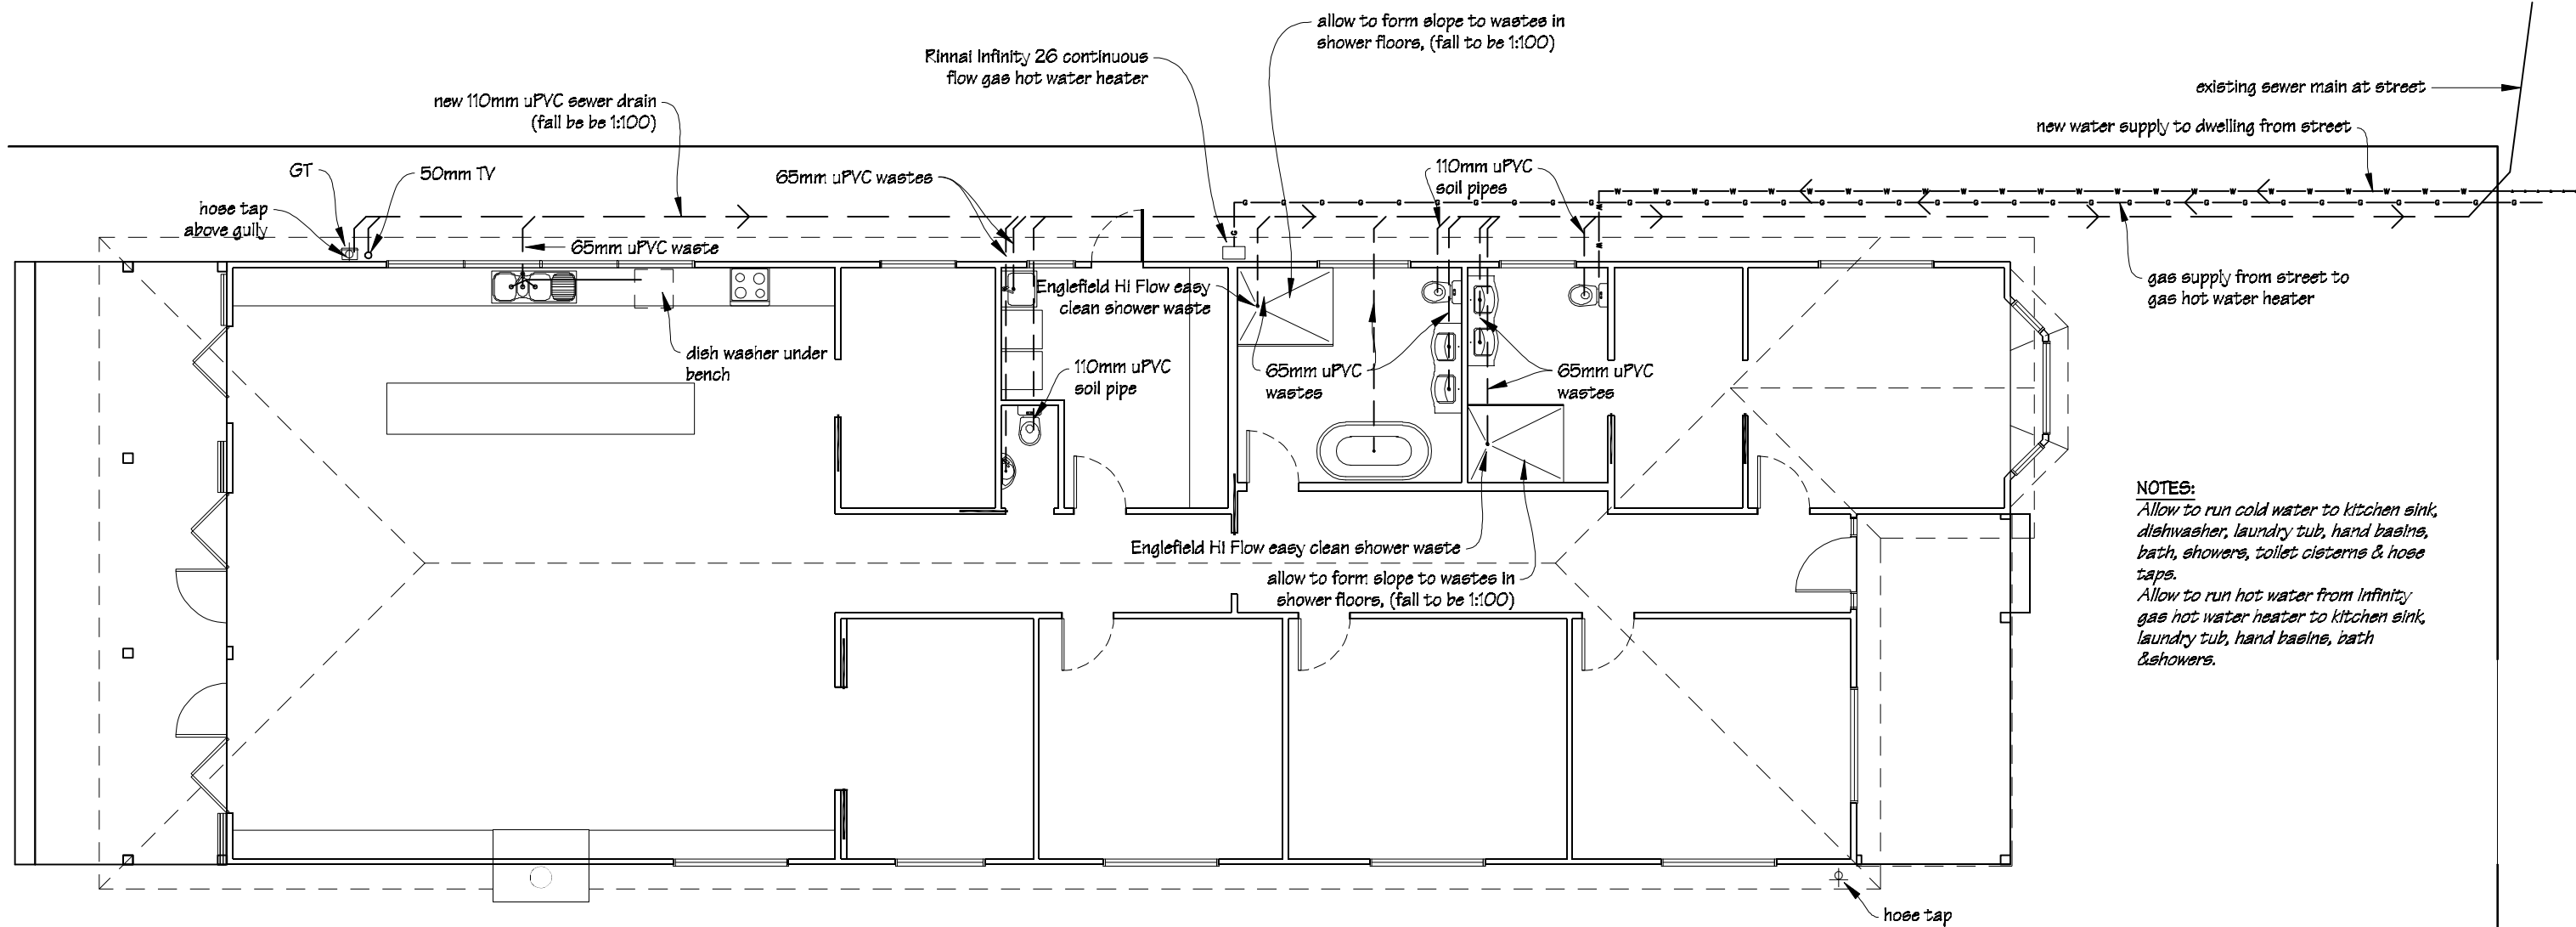 allow to form slope to wastes in
shower floors, (fall to be 1:100)
Rinnai Infinity 26 continuous
flow gas hot water heater
existing sewer main at street
new 110mm uPVC sewer drain
(fall be be 1:100)
new water supply to dwelling from street
GT
50mm TV
65mm uPVC wastes
110mm uPVC
soil pipes
hose tap
above gully
65mm uPVC waste
gas supply from street to
gas hot water heater
Englefield Hi Flow easy
clean shower waste
dish washer under
bench
110mm uPVC
soil pipe
65mm uPVC
wastes
65mm uPVC
wastes
NOTES:
Allow to run cold water to kitchen sink,
dishwasher, laundry tub, hand basins,
bath, showers, toilet cisterns & hose
taps.
Allow to run hot water from Infinity
gas hot water heater to kitchen sink,
laundry tub, hand basins, bath
&showers.
Englefield Hi Flow easy clean shower waste
allow to form slope to wastes in
shower floors, (fall to be 1:100)
hose tap